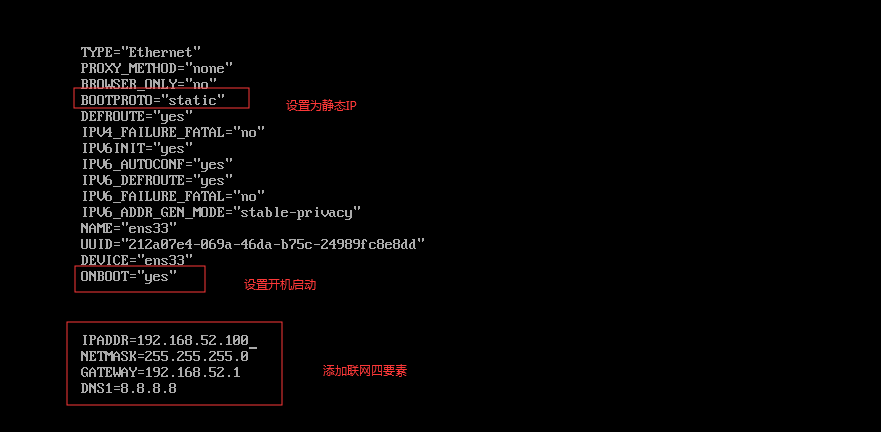 TYPE="Ethernet"
PROXY_METHOD="none"
BROWSER_ONLY="no"
BOOTPROTO="static"
设置为静态IP
DEFROUTE="yes"
IPV4_FAILURE_FATAL="no"
IPV6INIT="yes"
IPV6_AUTOCONF="yes"
IPV6_DEFROUTE="yes"
IPV6_FAILURE_FATAL="no"
IPV6_ADDR_GEN_MODE="stable-privacy"
NAME="ens33"
UUID="212a07e4-069a-46da-b75c-24989fc8e8dd"
DEVICE="ens33"
ONBOOT="yes"
设置开机启动
IPADDR=192.168.52.100_
NETMASK=255.255.255.0
GATEWAY=192.168.52.1
添加联网四要素
DNS1=8.8.8.8